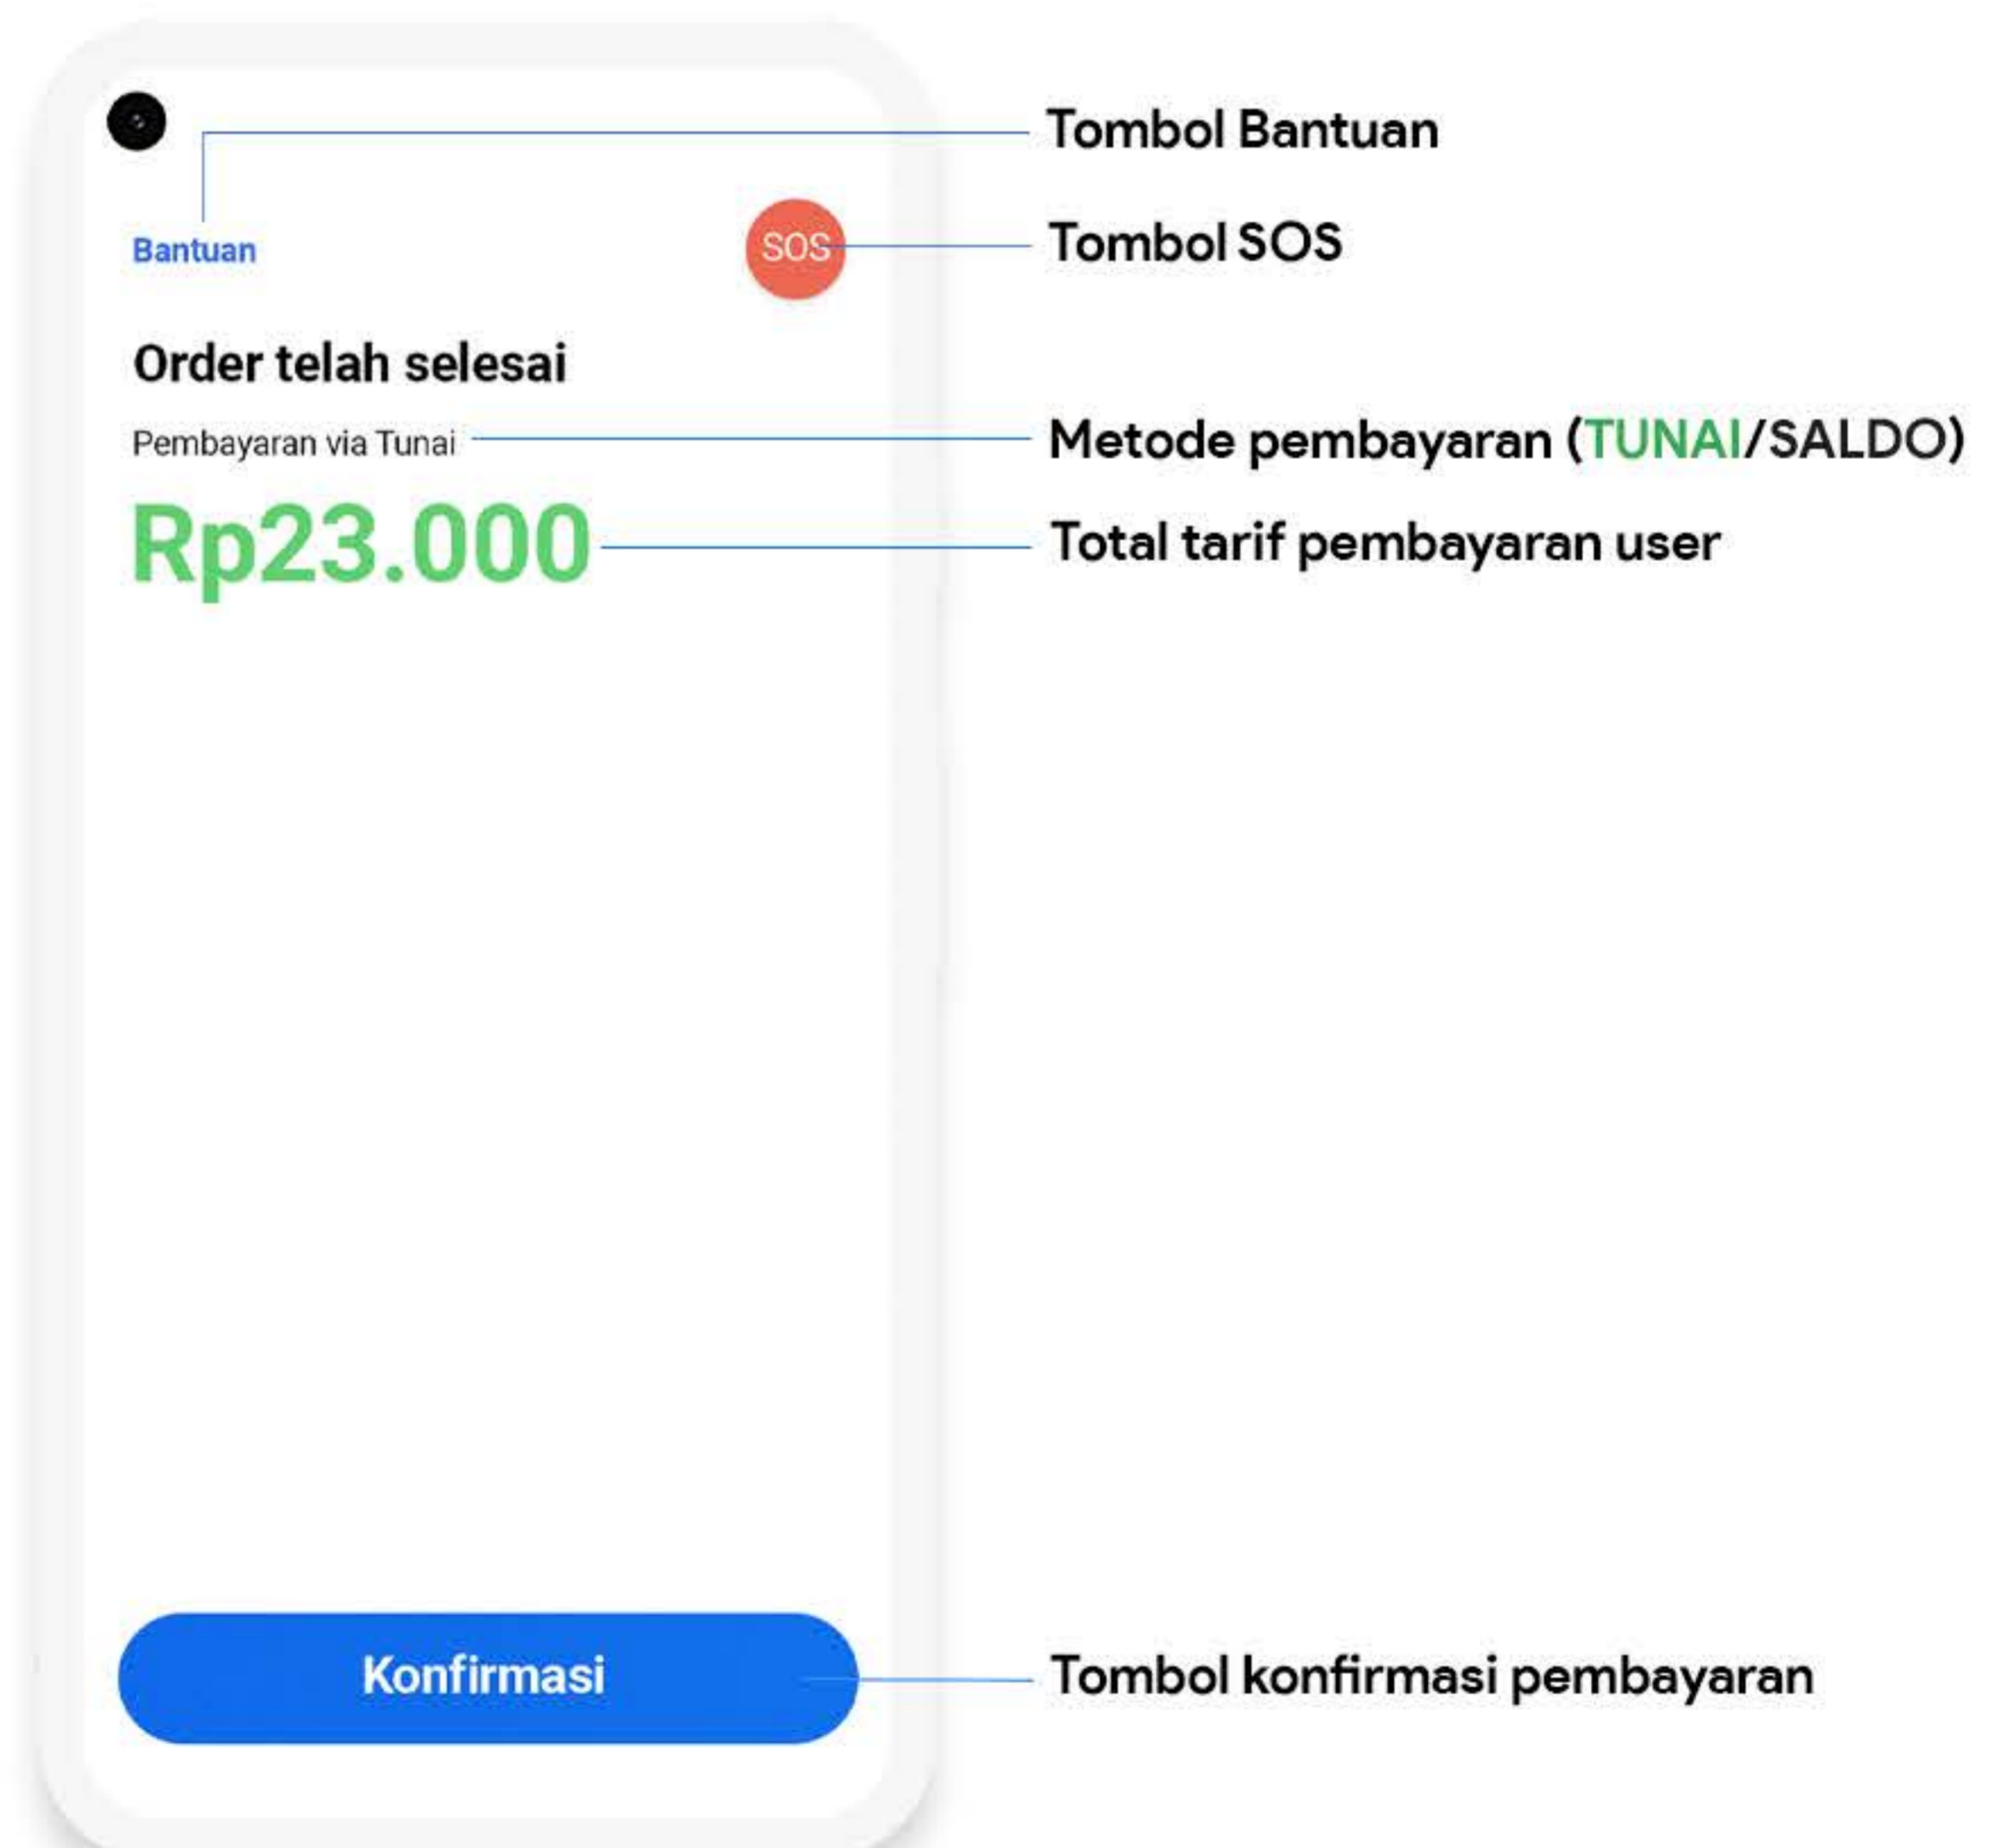 Tombol Bantuan
Bantuan
SOS
Tombol SOS
Order telah selesai
Pembayaran via Tunai
Metode pembayaran (TUNAI/SALDO)
Rp23.000
Total tarif pembayaran user
Konfirmasi
Tombol konfirmasi pembayaran